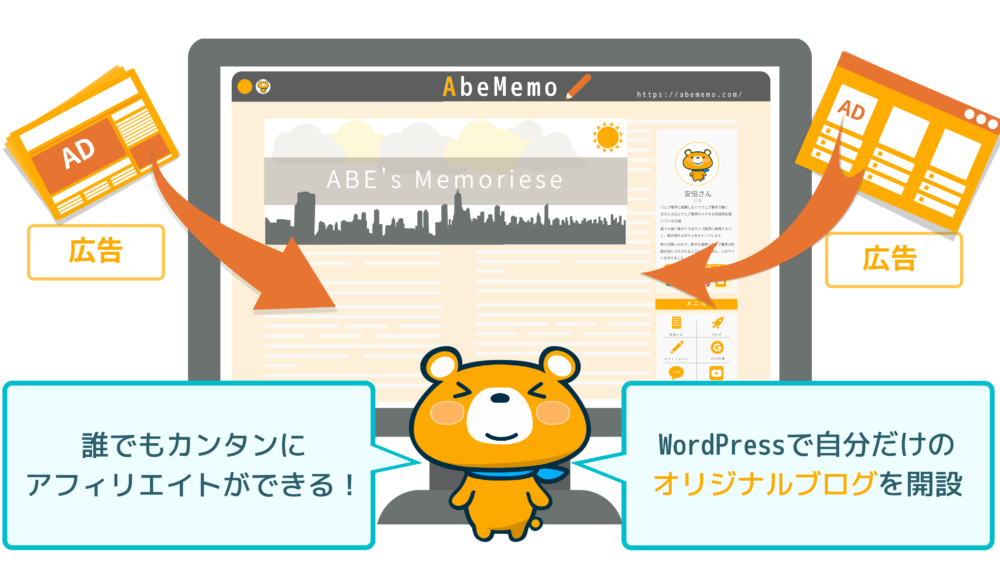 AbeMemo
https://abememo.com/
AD
AD
ABE's Memoriese
安倍さん
広告
広告
メニュー
ブログ
誰でもカンタンに
アフィリエイトができる！
WordPressで自分だけの
オリジナルブログを開設